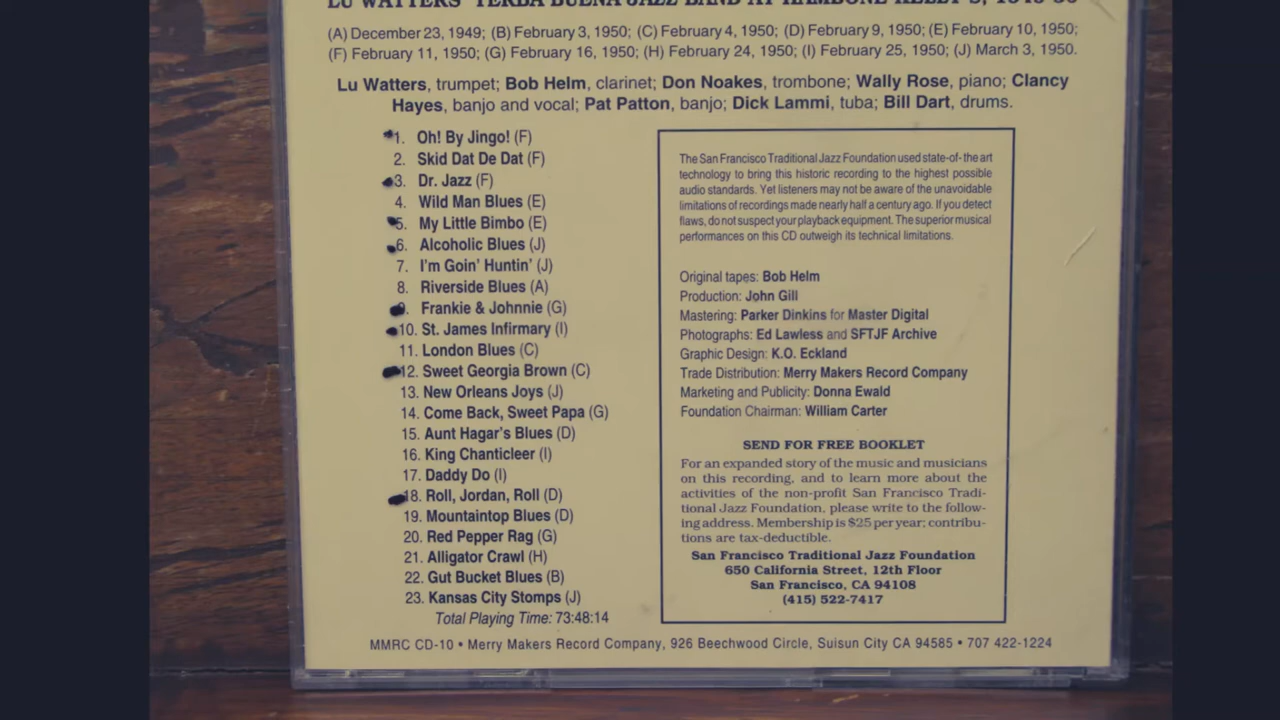 LU WATTERS' YERBA BUENA JAZZ BAND AT HAMBONE KELLY'S, 1949-50
(A) December 23, 1949; (B) February 3, 1950; (C) February 4, 1950; (D) February 9, 1950; (E) February 10, 1950;
(F) February 11, 1950; (G) February 16, 1950; (H) February 24, 1950; (I) February 25, 1950; (J) March 3, 1950.
Lu Watters, trumpet; Bob Helm, clarinet; Don Noakes, trombone; Wally Rose, piano; Clancy
Hayes, banjo and vocal; Pat Patton, banjo; Dick Lammi, tuba; Bill Dart, drums.
1. Oh! By Jingo! (F)
2. Skid Dat De Dat (F)
3. Dr. Jazz (F)
4. Wild Man Blues (E)
5. My Little Bimbo (E)
6. Alcoholic Blues (J)
7. I'm Goin' Huntin' (J)
8. Riverside Blues (A)
9. Frankie & Johnnie (G)
10. St. James Infirmary (I)
11. London Blues (C)
12. Sweet Georgia Brown (C)
13. New Orleans Joys (J)
14. Come Back, Sweet Papa (G)
15. Aunt Hagar's Blues (D)
16. King Chanticleer (I)
17. Daddy Do (I)
18. Roll, Jordan, Roll (D)
19. Mountaintop Blues (D)
20. Red Pepper Rag (G)
21. Alligator Crawl (H)
22. Gut Bucket Blues (B)
23. Kansas City Stomps (J)
Total Playing Time: 73:48:14
The San Francisco Traditional Jazz Foundation used state-of-the art
technology to bring this historic recording to the highest possible
audio standards. Yet listeners may not be aware of the unavoidable
limitations of recordings made nearly half a century ago. If you detect
flaws, do not suspect your playback equipment. The superior musical
performances on this CD outweigh its technical limitations.
Original tapes: Bob Helm
Production: John Gill
Mastering: Parker Dinkins for Master Digital
Photographs: Ed Lawless and SFTJF Archive
Graphic Design: K.O. Eckland
Trade Distribution: Merry Makers Record Company
Marketing and Publicity: Donna Ewald
Foundation Chairman: William Carter
SEND FOR FREE BOOKLET
For an expanded story of the music and musicians
on this recording, and to learn more about the
activities of the non-profit San Francisco Tradi-
tional Jazz Foundation, please write to the follow-
ing address. Membership is $25 per year; contribu-
tions are tax-deductible.
San Francisco Traditional Jazz Foundation
650 California Street, 12th Floor
San Francisco, CA 94108
(415) 522-7417
MMRC CD-10 • Merry Makers Record Company, 926 Beechwood Circle, Suisun City CA 94585 • 707 422-1224